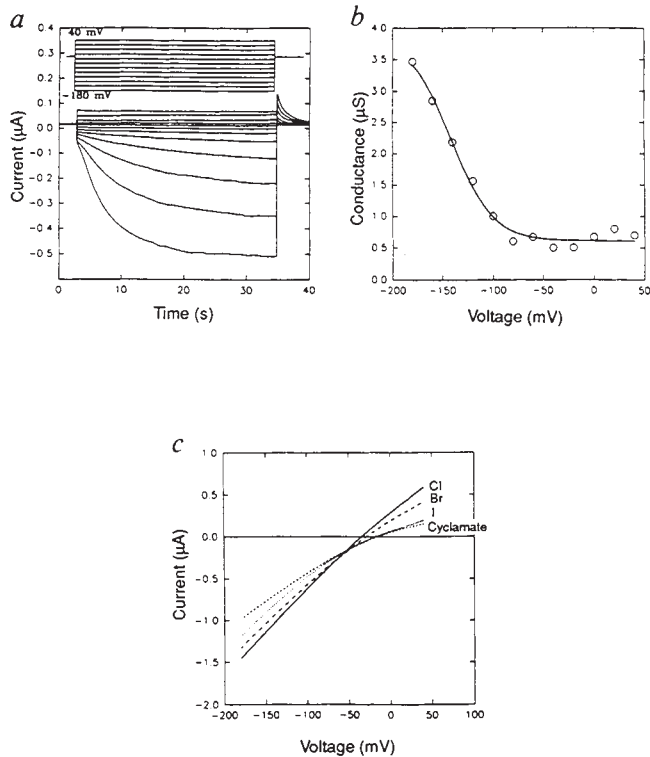 a
40 mV
-180 mV
0.4
0.3
0.2
0.1
0.0
-0.1
-0.2
-0.3
-0.4
-0.5
Current (μA)
0 10 20 30 40
Time (s)
b
4.0
3.5
3.0
2.5
2.0
1.5
1.0
0.5
0.0
Conductance (μS)
-200 -150 -100 -50 0 50
Voltage (mV)
c
1.0
0.5
0.0
-0.5
-1.0
-1.5
-2.0
Current (μA)
Cl
Br
I
Cyclamate
-200 -150 -100 -50 0 50 100
Voltage (mV)